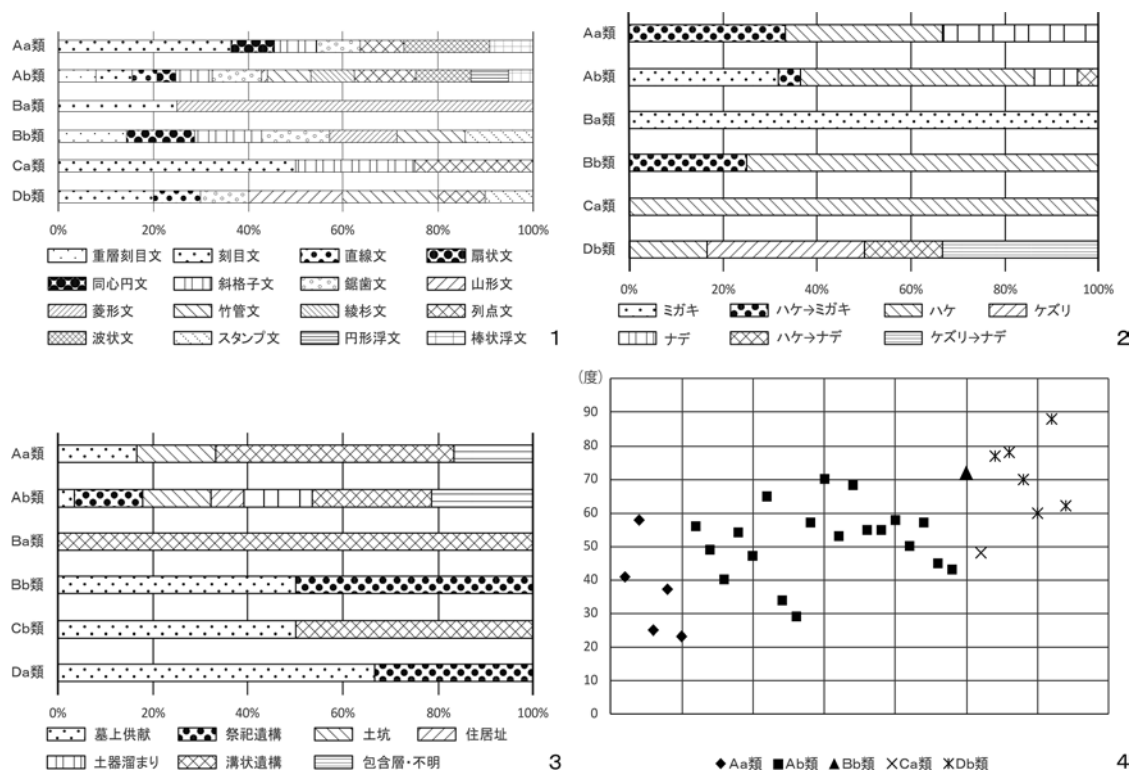 Aa類
Ab類
Ba類
Bb類
Ca類
Db類
0% 20% 40% 60% 80% 100%
重層刻目文 刻目文 直線文 扇状文
同心円文 斜格子文 鋸歯文 山形文
菱形文 竹管文 綾杉文 列点文
波状文 スタンプ文 円形浮文 棒状浮文
1
Aa類
Ab類
Ba類
Bb類
Ca類
Db類
0% 20% 40% 60% 80% 100%
ミガキ ハケ→ミガキ ハケ ケズリ
ナデ ハケ→ナデ ケズリ→ナデ
2
Aa類
Ab類
Ba類
Bb類
Cb類
Da類
0% 20% 40% 60% 80% 100%
墓上供献 祭祀遺構 土坑 住居址
土器溜まり 溝状遺構 包含層・不明
3
(度)
90
80
70
60
50
40
30
20
10
0
◆Aa類 ■Ab類 ▲Bb類 ×Ca類 Db類
4